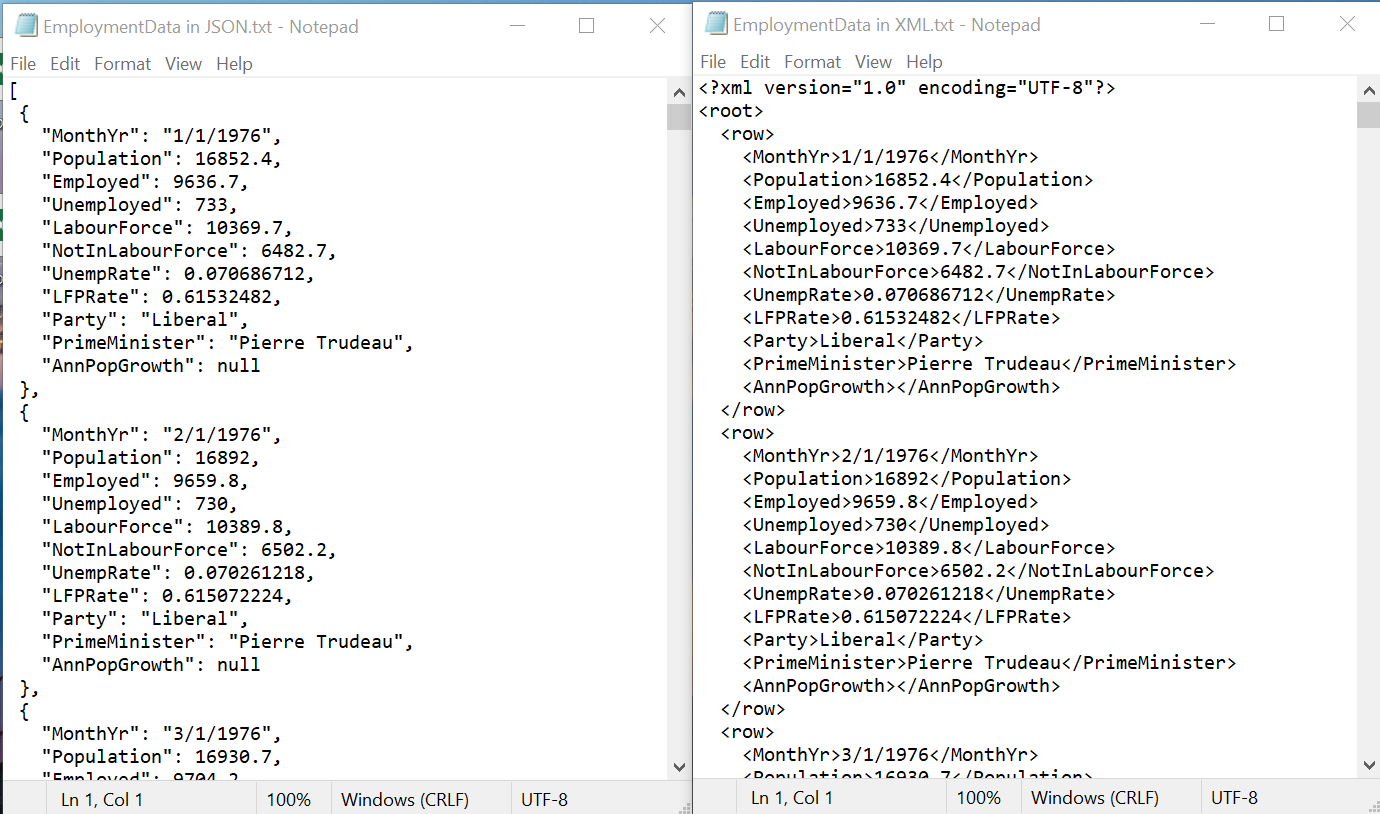 EmploymentData in JSON.txt - Notepad
File Edit Format View Help
[
{
"MonthYr": "1/1/1976",
"Population": 16852.4,
"Employed": 9636.7,
"Unemployed": 733,
"LabourForce": 10369.7,
"NotInLabourForce": 6482.7,
"UnempRate": 0.070686712,
"LFPRate": 0.61532482,
"Party": "Liberal",
"PrimeMinister": "Pierre Trudeau",
"AnnPopGrowth": null
},
{
"MonthYr": "2/1/1976",
"Population": 16892,
"Employed": 9659.8,
"Unemployed": 730,
"LabourForce": 10389.8,
"NotInLabourForce": 6502.2,
"UnempRate": 0.070261218,
"LFPRate": 0.615072224,
"Party": "Liberal",
"PrimeMinister": "Pierre Trudeau",
"AnnPopGrowth": null
},
{
"MonthYr": "3/1/1976",
"Population": 16930.7,
"Employed": 9704.2
Ln 1, Col 1 100% Windows (CRLF) UTF-8
EmploymentData in XML.txt - Notepad
File Edit Format View Help
<?xml version="1.0" encoding="UTF-8"?>
<root>
<row>
<MonthYr>1/1/1976</MonthYr>
<Population>16852.4</Population>
<Employed>9636.7</Employed>
<Unemployed>733</Unemployed>
<LabourForce>10369.7</LabourForce>
<NotInLabourForce>6482.7</NotInLabourForce>
<UnempRate>0.070686712</UnempRate>
<LFPRate>0.61532482</LFPRate>
<Party>Liberal</Party>
<PrimeMinister>Pierre Trudeau</PrimeMinister>
<AnnPopGrowth></AnnPopGrowth>
</row>
<row>
<MonthYr>2/1/1976</MonthYr>
<Population>16892</Population>
<Employed>9659.8</Employed>
<Unemployed>730</Unemployed>
<LabourForce>10389.8</LabourForce>
<NotInLabourForce>6502.2</NotInLabourForce>
<UnempRate>0.070261218</UnempRate>
<LFPRate>0.615072224</LFPRate>
<Party>Liberal</Party>
<PrimeMinister>Pierre Trudeau</PrimeMinister>
<AnnPopGrowth></AnnPopGrowth>
</row>
<row>
<MonthYr>3/1/1976</MonthYr>
<Population>16930.7</Population>
Ln 1, Col 1 100% Windows (CRLF) UTF-8